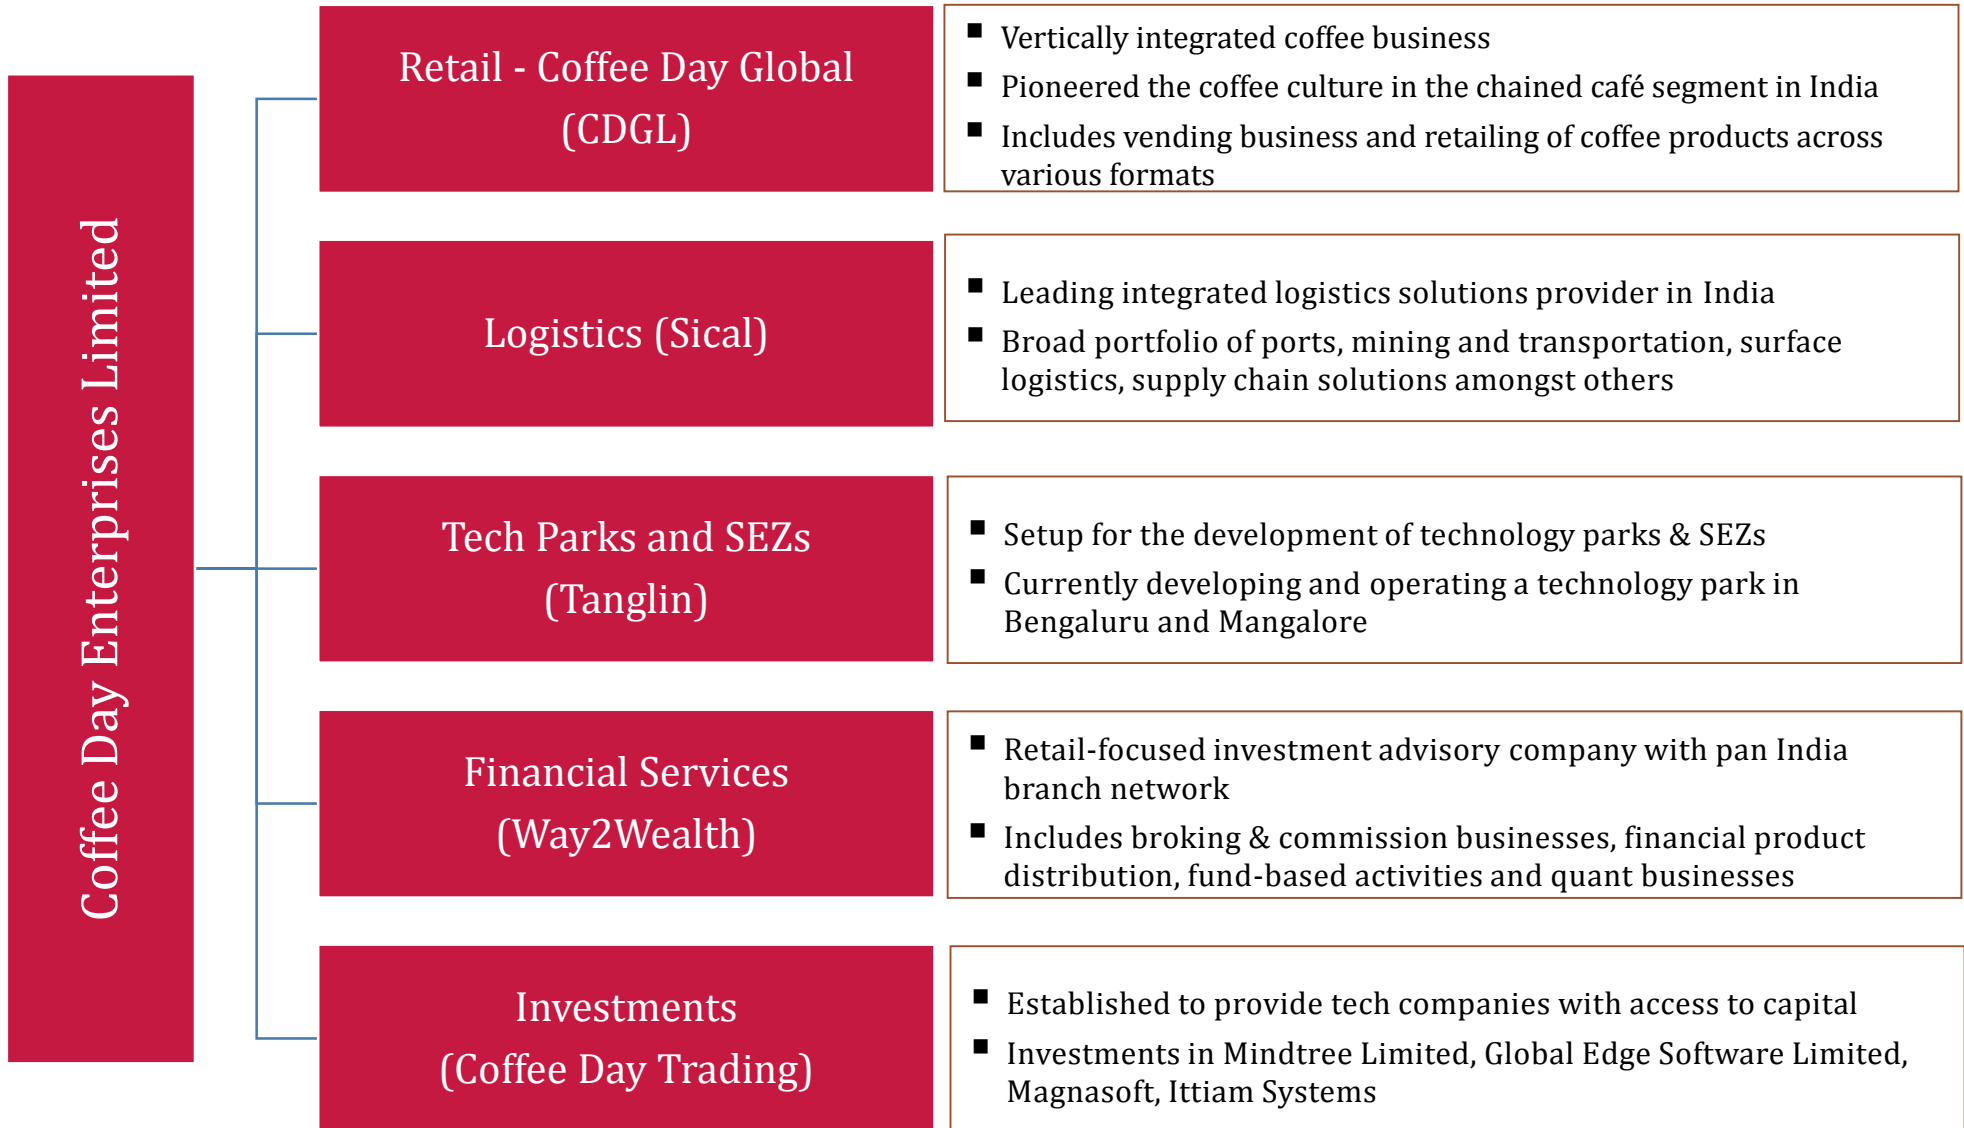 Coffee Day Enterprises Limited
Retail - Coffee Day Global
(CDGL)
▪ Vertically integrated coffee business
▪ Pioneered the coffee culture in the chained café segment in India
▪ Includes vending business and retailing of coffee products across
various formats
Logistics (Sical)
▪ Leading integrated logistics solutions provider in India
▪ Broad portfolio of ports, mining and transportation, surface
logistics, supply chain solutions amongst others
Tech Parks and SEZs
(Tanglin)
▪ Setup for the development of technology parks & SEZs
▪ Currently developing and operating a technology park in
Bengaluru and Mangalore
Financial Services
(Way2Wealth)
▪ Retail-focused investment advisory company with pan India
branch network
▪ Includes broking & commission businesses, financial product
distribution, fund-based activities and quant businesses
Investments
(Coffee Day Trading)
▪ Established to provide tech companies with access to capital
▪ Investments in Mindtree Limited, Global Edge Software Limited,
Magnasoft, Ittiam Systems